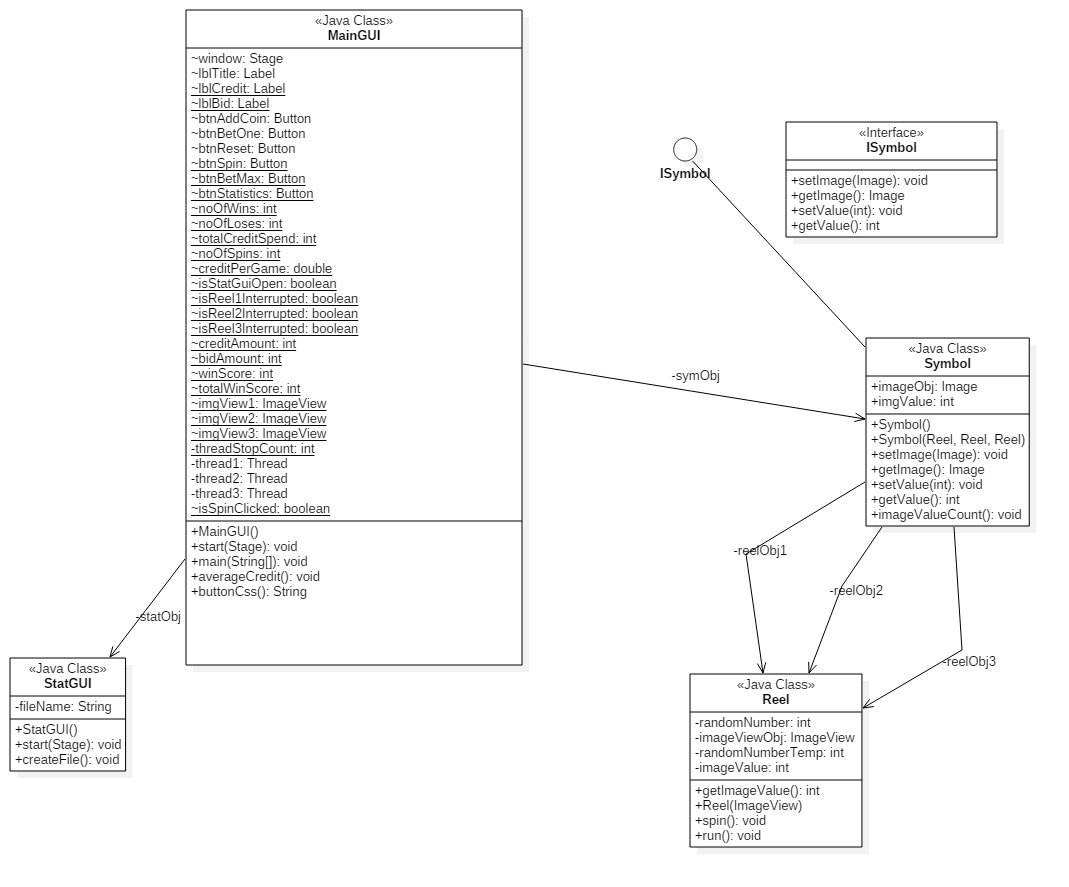 «Java Class»
MainGUI
~window: Stage
~lblTitle: Label
~lblCredit: Label
~lblBid: Label
~btnAddCoin: Button
~btnBetOne: Button
~btnReset: Button
~btnSpin: Button
~btnBetMax: Button
~btnStatistics: Button
~noOfWins: int
~noOfLoses: int
~totalCreditSpend: int
~noOfSpins: int
~creditPerGame: double
~isStatGuiOpen: boolean
~isReel1Interrupted: boolean
~isReel2Interrupted: boolean
~isReel3Interrupted: boolean
~creditAmount: int
~bidAmount: int
~winScore: int
~totalWinScore: int
~imgView1: ImageView
~imgView2: ImageView
~imgView3: ImageView
-threadStopCount: int
-thread1: Thread
-thread2: Thread
-thread3: Thread
~isSpinClicked: boolean
+MainGUI()
+start(Stage): void
+main(String[]): void
+averageCredit(): void
+buttonCss(): String
ISymbol
«Interface»
ISymbol
+setImage(Image): void
+getImage(): Image
+setValue(int): void
+getValue(): int
-symObj
«Java Class»
Symbol
+imageObj: Image
+imgValue: int
+Symbol()
+Symbol(Reel, Reel, Reel)
+setImage(Image): void
+getImage(): Image
+setValue(int): void
+getValue(): int
+imageValueCount(): void
-reelObj1
-reelObj2
-reelObj3
-statObj
«Java Class»
StatGUI
-fileName: String
+StatGUI()
+start(Stage): void
+createFile(): void
«Java Class»
Reel
-randomNumber: int
-imageViewObj: ImageView
-randomNumberTemp: int
-imageValue: int
+getImageValue(): int
+Reel(ImageView)
+spin(): void
+run(): void